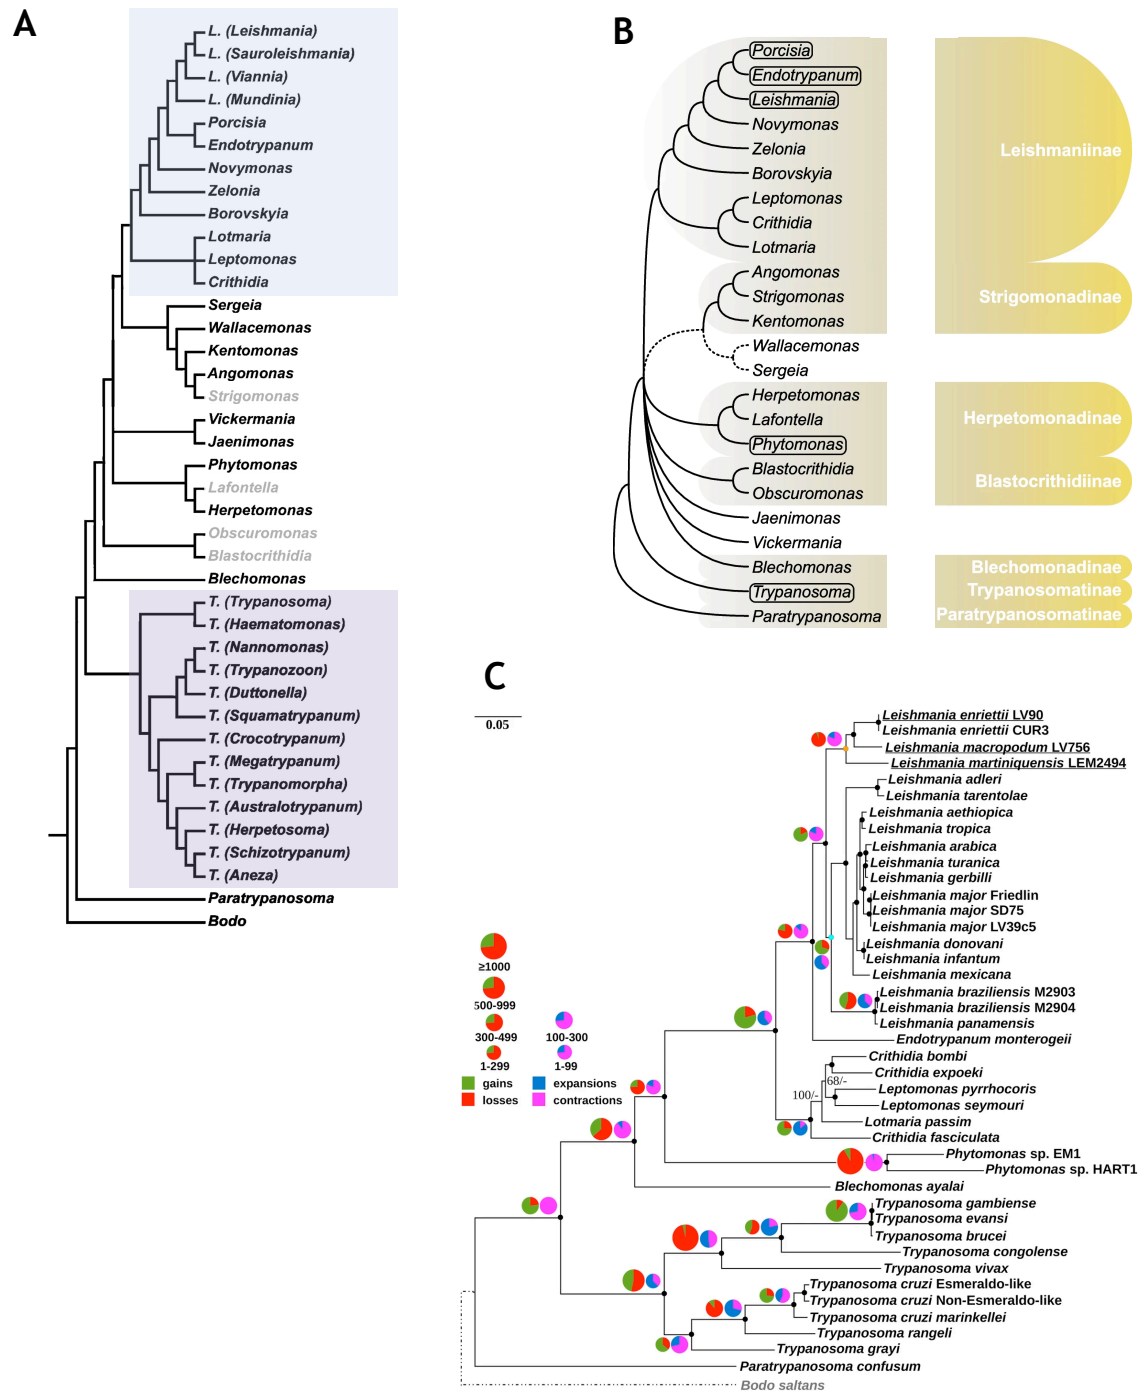 A
L. (Leishmania)
L. (Sauroleishmania)
L. (Viannia)
L. (Mundinia)
Porcisia
Endotrypanum
Novymonas
Zelonia
Borovskyia
Lotmaria
Leptomonas
Crithidia
Sergeia
Wallacemonas
Kentomonas
Angomonas
Strigomonas
Vickermania
Jaenimonas
Phytomonas
Lafontella
Herpetomonas
Obscuromonas
Blastocrithidia
Blechomonas
T. (Trypanosoma)
T. (Haematomonas)
T. (Nannomonas)
T. (Trypanozoon)
T. (Duttonella)
T. (Squamatrypanum)
T. (Crocotrypanum)
T. (Megatrypanum)
T. (Trypanomorpha)
T. (Australotrypanum)
T. (Herpetosoma)
T. (Schizotrypanum)
T. (Aneza)
Paratrypanosoma
Bodo
B
Porcisia
Endotrypanum
Leishmania
Novymonas
Zelonia
Borovskyia
Leptomonas
Crithidia
Lotmaria
Angomonas
Strigomonas
Kentomonas
Wallacemonas
Sergeia
Herpetomonas
Lafontella
Phytomonas
Blastocrithidia
Obscuromonas
Jaenimonas
Vickermania
Blechomonas
Trypanosoma
Paratrypanosoma
Leishmaniinae
Strigomonadinae
Herpetomonadinae
Blastocrithidiinae
Blechomonadinae
Trypanosomatinae
Paratrypanosomatinae
C
0.05
Leishmania enriettii LV90
Leishmania enriettii CUR3
Leishmania macropodum LV756
Leishmania martiniquensis LEM2494
Leishmania adleri
Leishmania tarentolae
Leishmania aethiopica
Leishmania tropica
Leishmania arabica
Leishmania turanica
Leishmania gerbilli
Leishmania major Friedlin
Leishmania major SD75
Leishmania major LV39c5
Leishmania donovani
Leishmania infantum
Leishmania mexicana
Leishmania braziliensis M2903
Leishmania braziliensis M2904
Leishmania panamensis
Endotrypanum monterogeii
Crithidia bombi
Crithidia expoeki
68/-
Leptomonas pyrrhocoris
100/-
Leptomonas seymouri
Lotmaria passim
Crithidia fasciculata
Phytomonas sp. EM1
Phytomonas sp. HART1
Blechomonas ayalai
Trypanosoma gambiense
Trypanosoma evansi
Trypanosoma brucei
Trypanosoma congolense
Trypanosoma vivax
Trypanosoma cruzi Esmeraldo-like
Trypanosoma cruzi Non-Esmeraldo-like
Trypanosoma cruzi marinkellei
Trypanosoma rangeli
Trypanosoma grayi
Paratrypanosoma confusum
Bodo saltans
≥1000
500-999
300-499
100-300
1-299
1-99
gains
expansions
losses
contractions